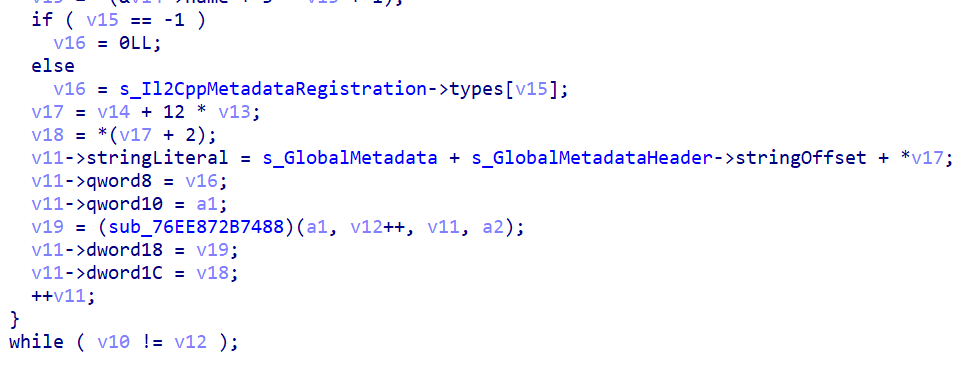 if ( v15 == -1 )
v16 = 0LL;
else
v16 = s_Il2CppMetadataRegistration->types[v15];
v17 = v14 + 12 * v13;
v18 = *(v17 + 2);
v11->stringLiteral = s_GlobalMetadata + s_GlobalMetadataHeader->stringOffset + *v17;
v11->qword8 = v16;
v11->qword10 = a1;
v19 = (sub_76EE872B7488)(a1, v12++, v11, a2);
v11->dword18 = v19;
v11->dword1C = v18;
++v11;
}
while ( v10 != v12 );